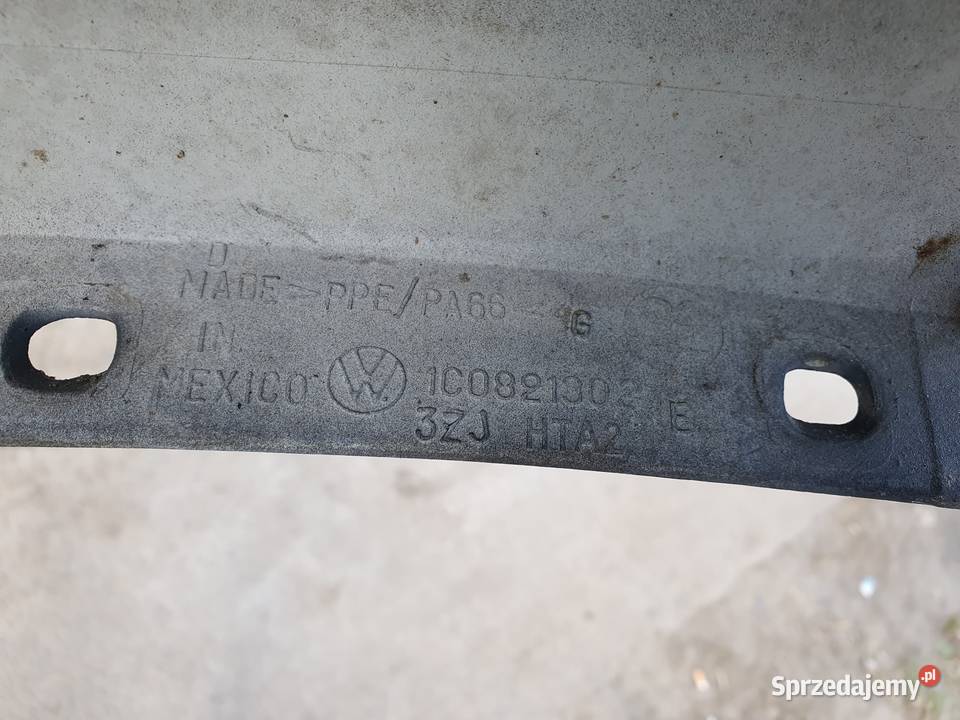 D
MADE >PPE/PA66 G
IN
MEXICO VW 1C0821302 E
3ZJ HTA2
Sprzedajemy.pl